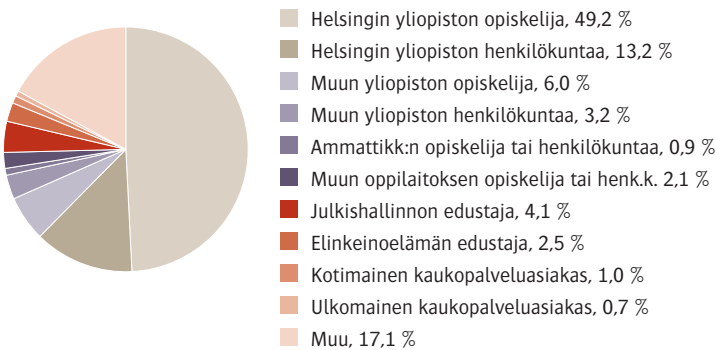 Helsingin yliopiston opiskelija, 49,2 %
Helsingin yliopiston henkilökuntaa, 13,2 %
Muun yliopiston opiskelija, 6,0 %
Muun yliopiston henkilökuntaa, 3,2 %
Ammattikk:n opiskelija tai henkilökuntaa, 0,9 %
Muun oppilaitoksen opiskelija tai henk.k. 2,1 %
Julkishallinnon edustaja, 4,1 %
Elinkeinoelämän edustaja, 2,5 %
Kotimainen kaukopalveluasiakas, 1,0 %
Ulkomainen kaukopalveluasiakas, 0,7 %
Muu, 17,1 %